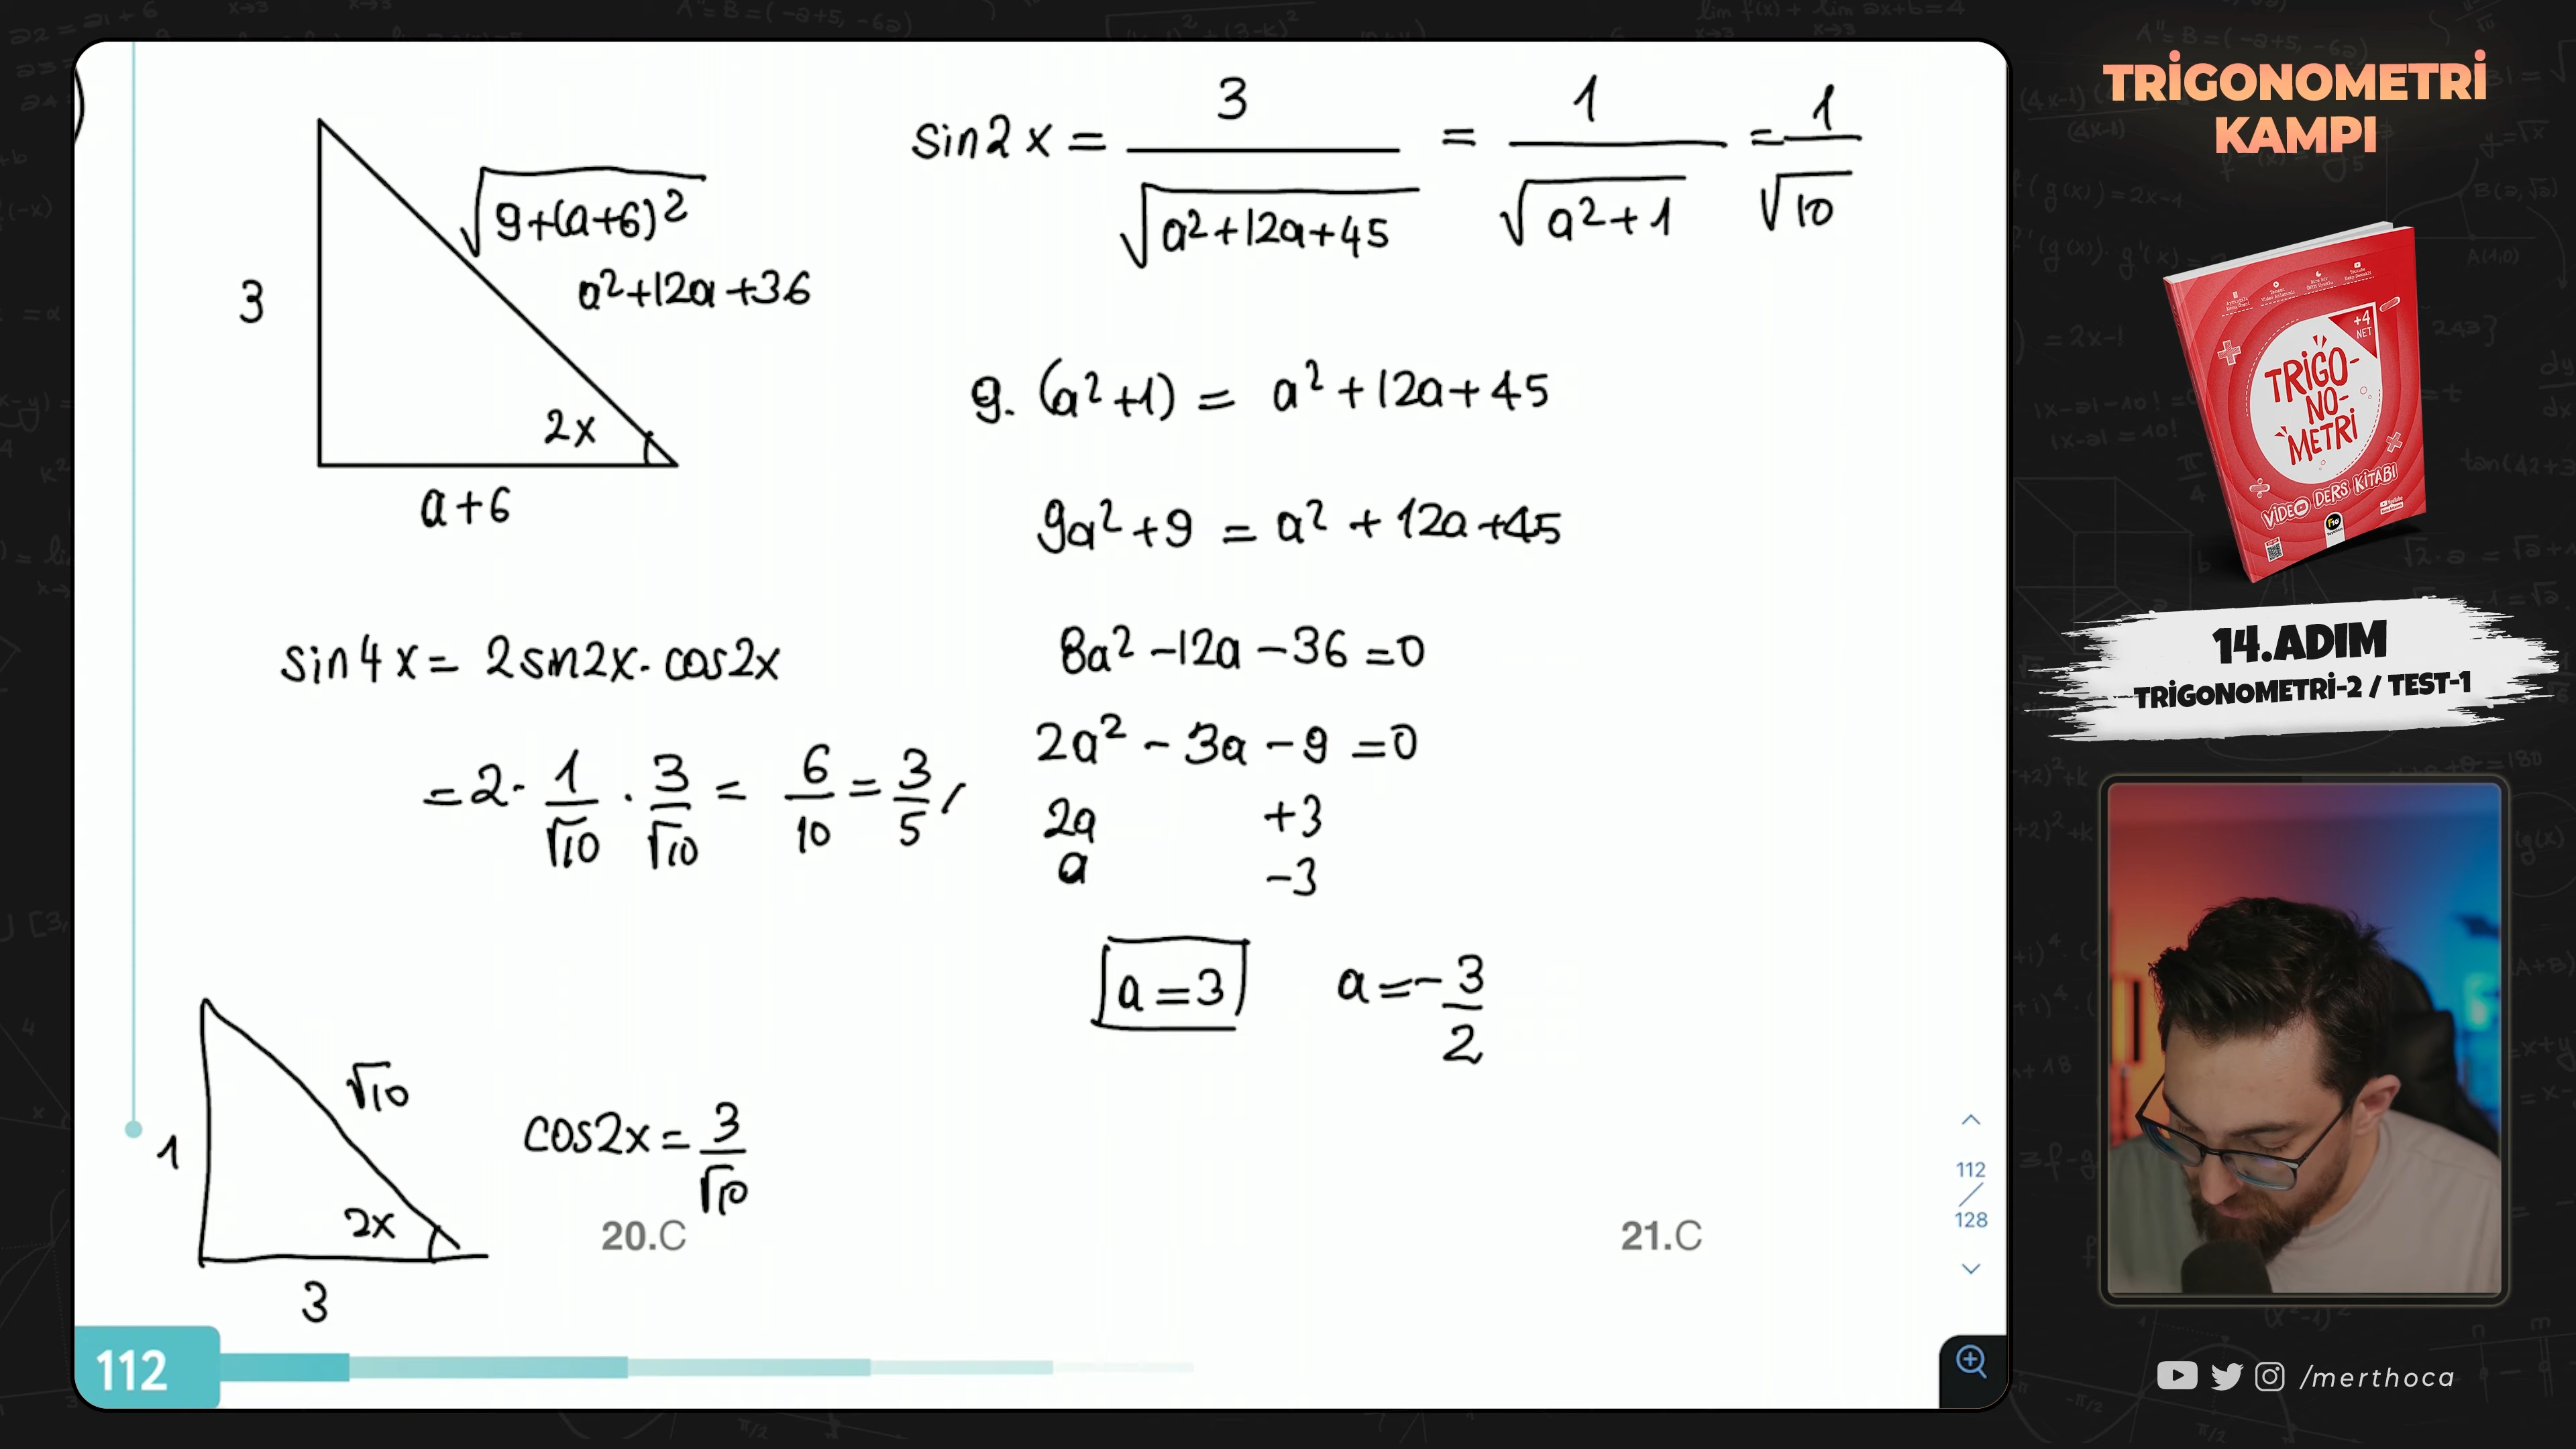 sin2x = 3 / √(a²+12a+45) = 1 / √(a²+1) = 1 / √10
√(9+(a+6)²)
a²+12a+36
3
2x
a+6
9.(a²+1) = a²+12a+45
9a²+9 = a²+12a+45
8a²-12a-36=0
2a²-3a-9=0
2a +3
a -3
a=3 a=-3/2
sin4x = 2sn2x.cos2x
=2. 1/√10 . 3/√10 = 6/10 = 3/5
√10
1
2x
3
cos2x = 3/√10
20.C
21.C
112
/
128
112
TRİGONOMETRİ
KAMPI
+4
NET
TRİGO-
NO-
METRİ
VİDEO DERS KİTABI
14.ADIM
TRİGONOMETRİ-2 / TEST-1
/merthoca